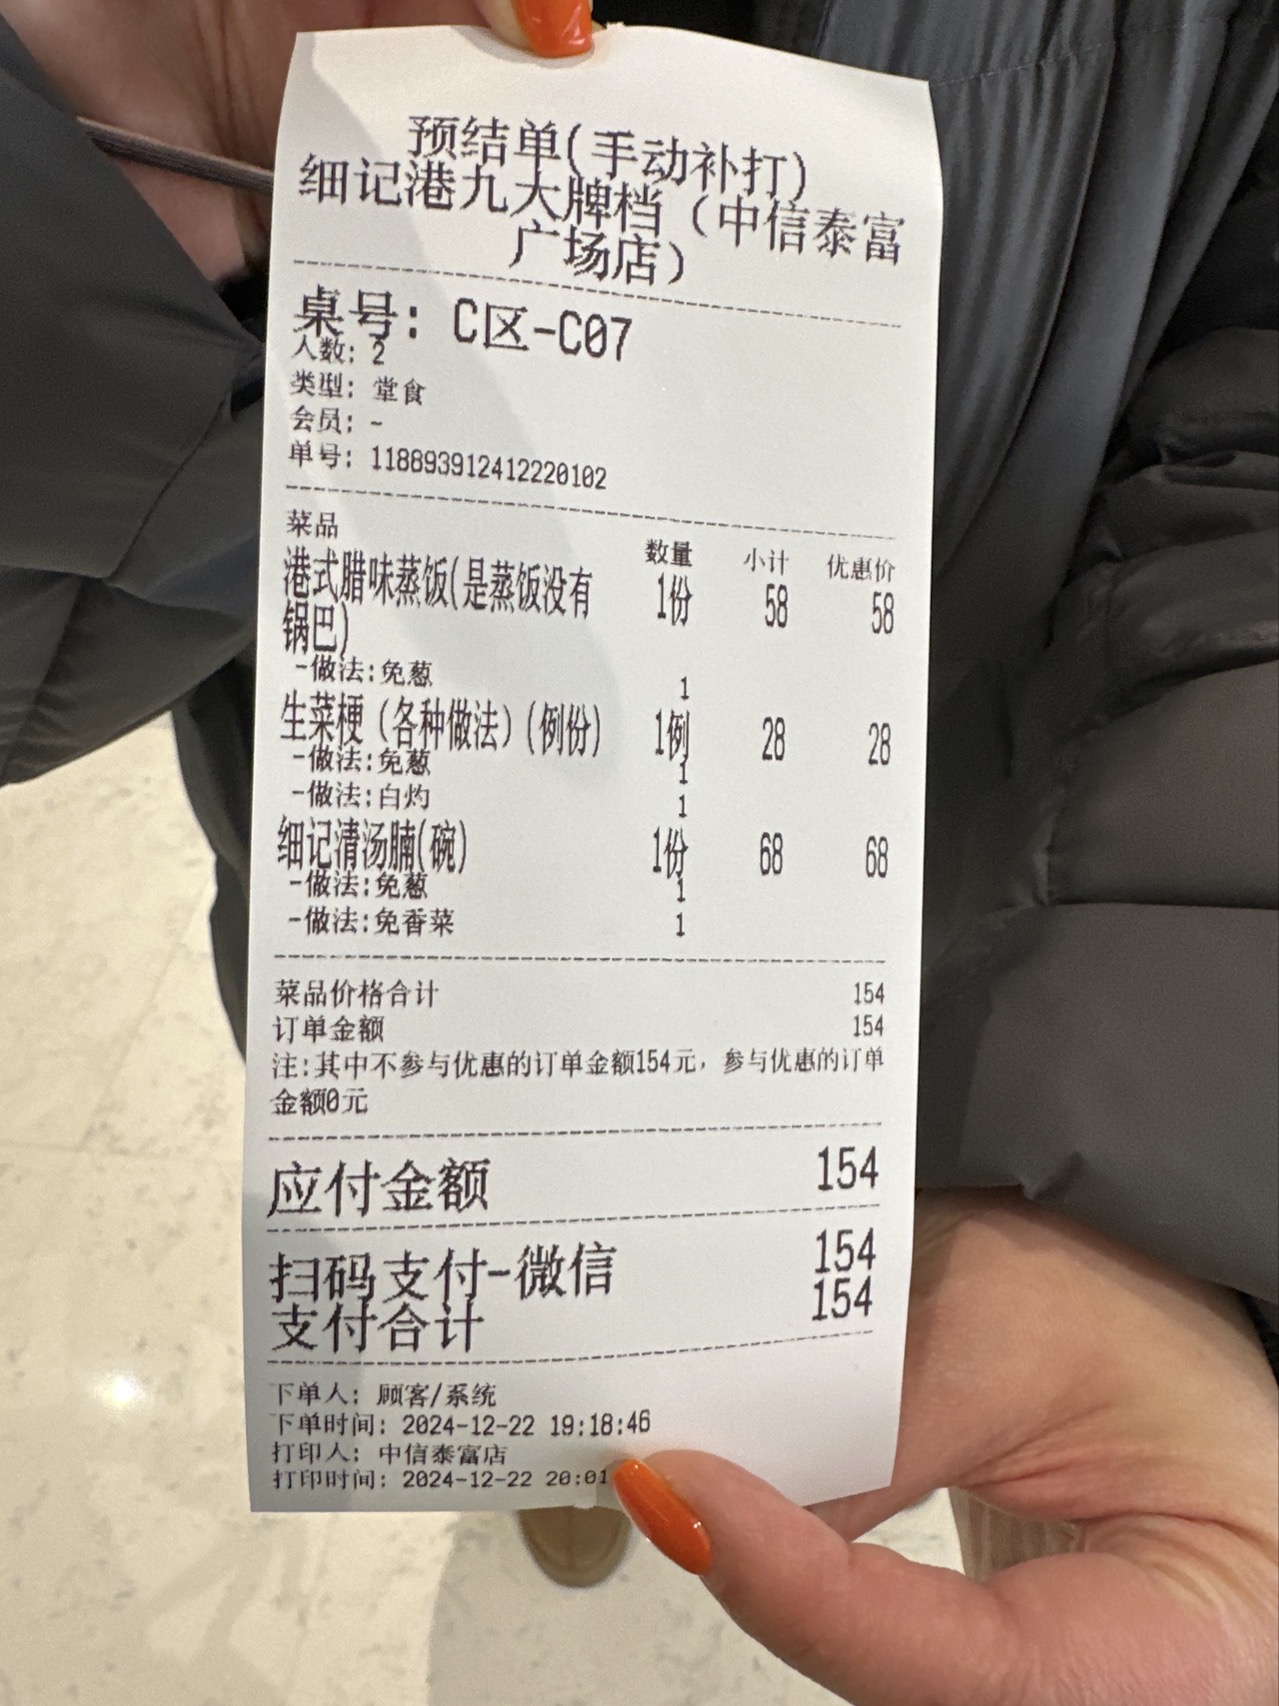 预结单(手动补打)
细记港九大牌档（中信泰富
广场店）
桌号: C区-C07
人数: 2
类型: 堂食
会员: -
单号: 118893912412220102
菜品 数量 小计 优惠价
港式腊味蒸饭(是蒸饭没有 1份 58 58
锅巴)
-做法:免葱 1
生菜梗（各种做法）(例份) 1例 28 28
-做法:免葱 1
-做法:白灼 1
细记清汤腩(碗) 1份 68 68
-做法:免葱 1
-做法:免香菜 1
菜品价格合计 154
订单金额 154
注:其中不参与优惠的订单金额154元，参与优惠的订单
金额0元
应付金额 154
扫码支付-微信 154
支付合计 154
下单人: 顾客/系统
下单时间: 2024-12-22 19:18:46
打印人: 中信泰富店
打印时间: 2024-12-22 20:01